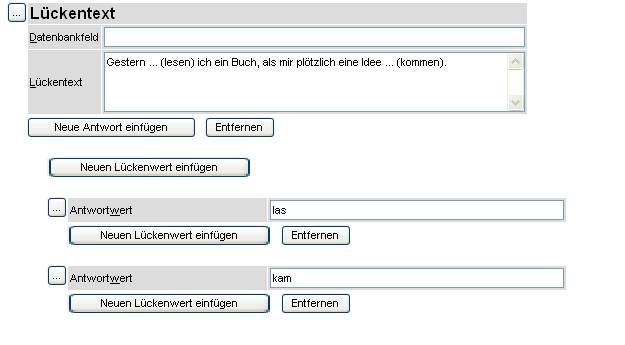 ... Lückentext
Datenbankfeld
Lückentext Gestern ... (lesen) ich ein Buch, als mir plötzlich eine Idee ... (kommen).
Neue Antwort einfügen Entfernen
Neuen Lückenwert einfügen
... Antwortwert las
Neuen Lückenwert einfügen Entfernen
... Antwortwert kam
Neuen Lückenwert einfügen Entfernen